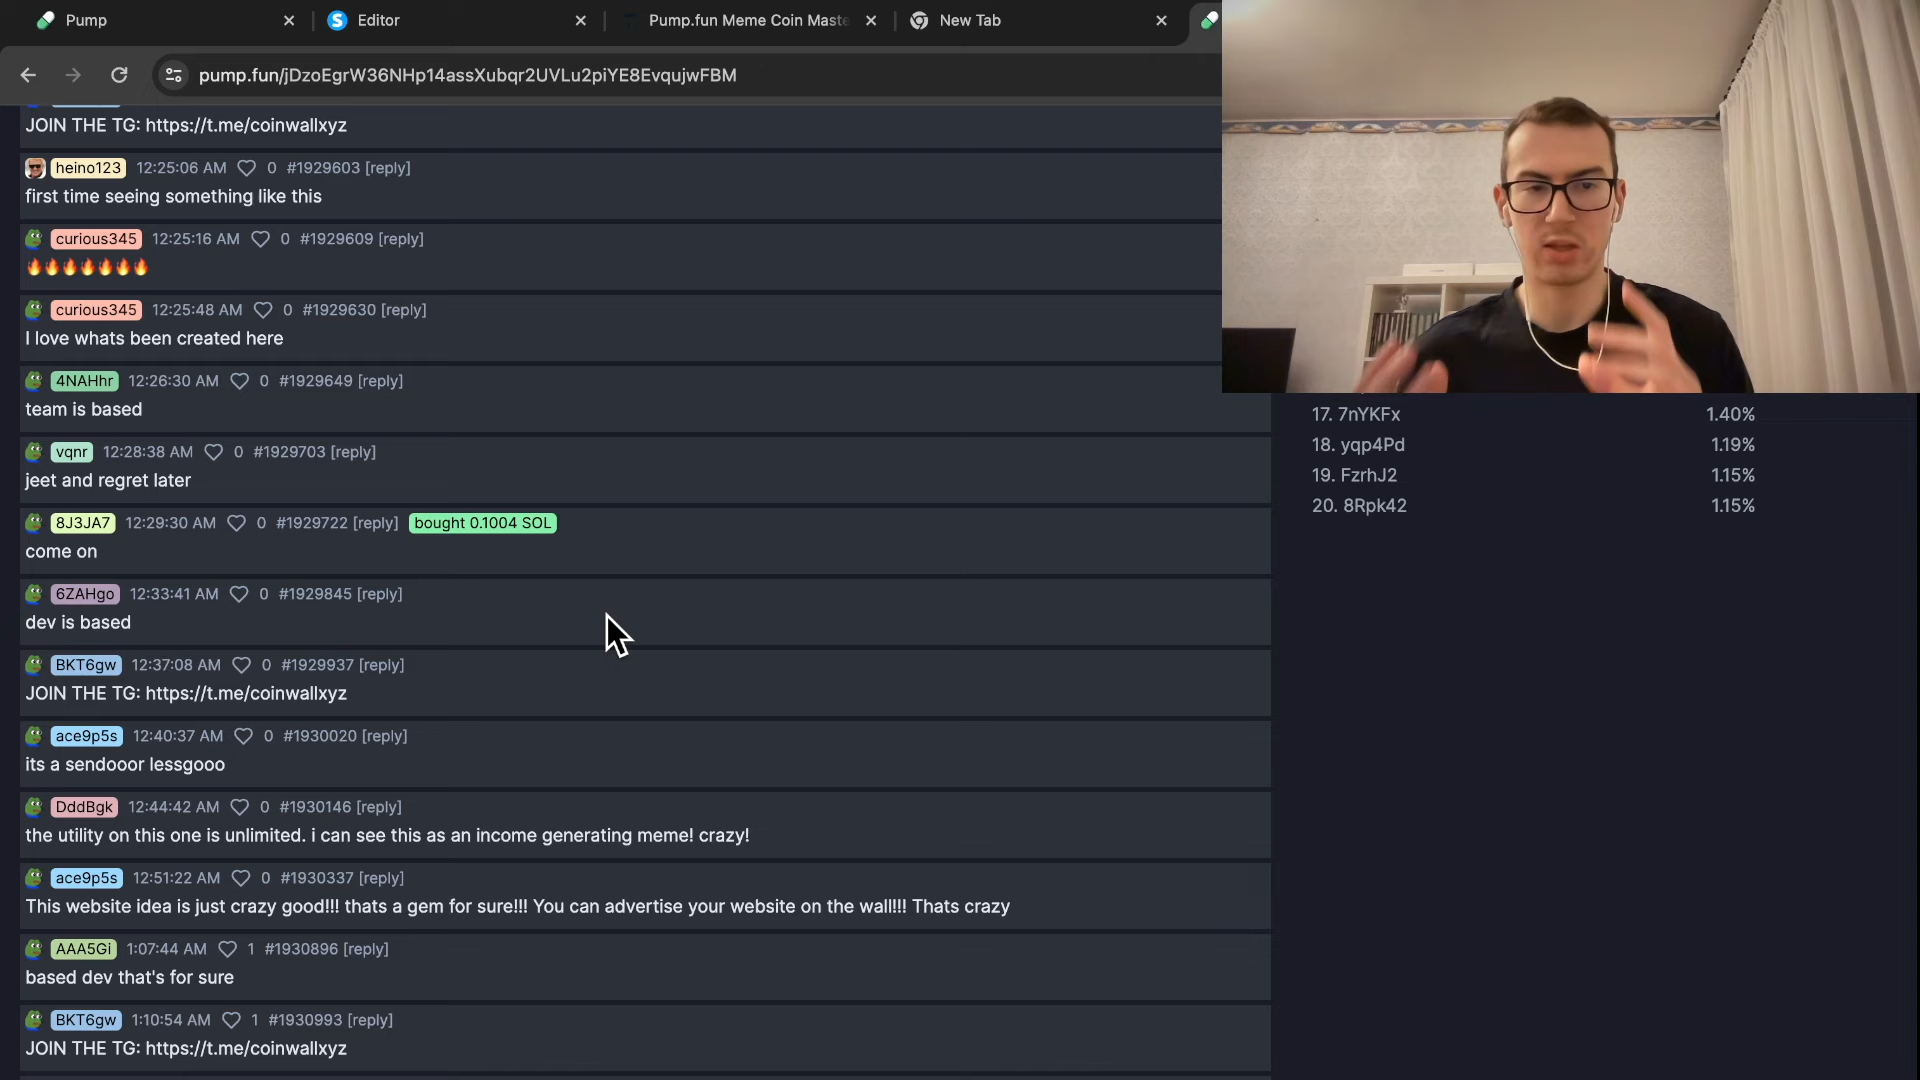 Pump
Editor
Pump.fun Meme Coin Maste
New Tab
pump.fun/jDzoEgrW36NHp14assXubqr2UVLu2piYE8EvqujwFBM
JOIN THE TG: https://t.me/coinwallxyz
heino123 12:25:06 AM 0 #1929603 [reply]
first time seeing something like this
curious345 12:25:16 AM 0 #1929609 [reply]
🔥🔥🔥🔥🔥🔥🔥
curious345 12:25:48 AM 0 #1929630 [reply]
I love whats been created here
4NAHhr 12:26:30 AM 0 #1929649 [reply]
team is based
vqnr 12:28:38 AM 0 #1929703 [reply]
jeet and regret later
8J3JA7 12:29:30 AM 0 #1929722 [reply] bought 0.1004 SOL
come on
6ZAHgo 12:33:41 AM 0 #1929845 [reply]
dev is based
BKT6gw 12:37:08 AM 0 #1929937 [reply]
JOIN THE TG: https://t.me/coinwallxyz
ace9p5s 12:40:37 AM 0 #1930020 [reply]
its a sendooor lessgooo
DddBgk 12:44:42 AM 0 #1930146 [reply]
the utility on this one is unlimited. i can see this as an income generating meme! crazy!
ace9p5s 12:51:22 AM 0 #1930337 [reply]
This website idea is just crazy good!!! thats a gem for sure!!! You can advertise your website on the wall!!! Thats crazy
AAA5Gi 1:07:44 AM 1 #1930896 [reply]
based dev that's for sure
BKT6gw 1:10:54 AM 1 #1930993 [reply]
JOIN THE TG: https://t.me/coinwallxyz
17. 7nYKFx 1.40%
18. yqp4Pd 1.19%
19. FzrhJ2 1.15%
20. 8Rpk42 1.15%